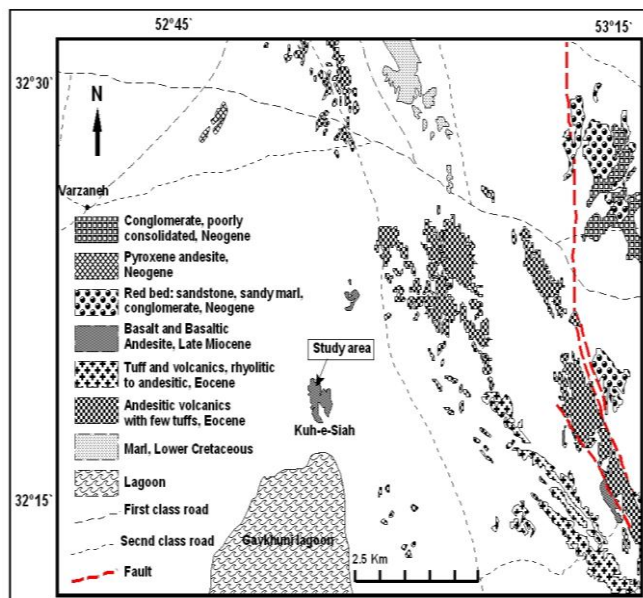 52°45`
53°15`
32°30`
N
Varzaneh
Conglomerate, poorly
consolidated, Neogene
Pyroxene andesite,
Neogene
Red bed: sandstone, sandy marl,
conglomerate, Neogene
Basalt and Basaltic
Andesite, Late Miocene
Tuff and volcanics, rhyolitic
to andesitic, Eocene
Andesitic volcanics
with few tuffs, Eocene
Marl, Lower Cretaceous
Lagoon
First class road
Secnd class road
Fault
Study area
Kuh-e-Siah
32°15`
Gaykhuni lagoon
2.5 Km